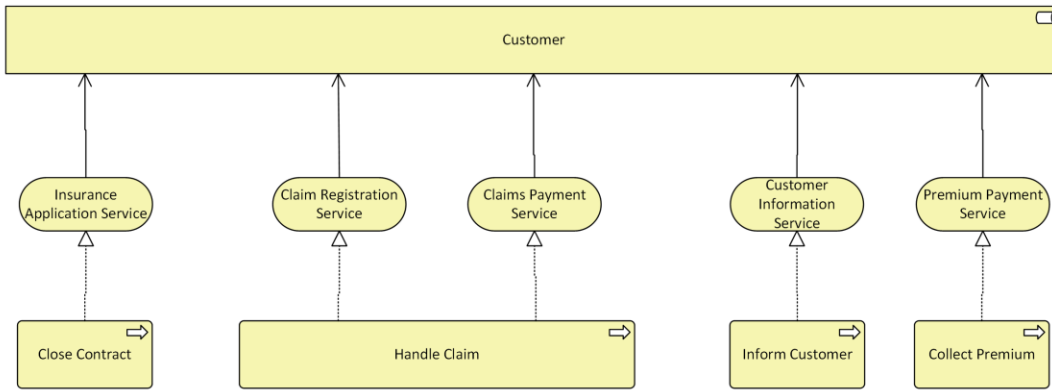 Customer
Insurance
Application Service
Claim Registration
Service
Claims Payment
Service
Customer
Information
Service
Premium Payment
Service
Close Contract
Handle Claim
Inform Customer
Collect Premium